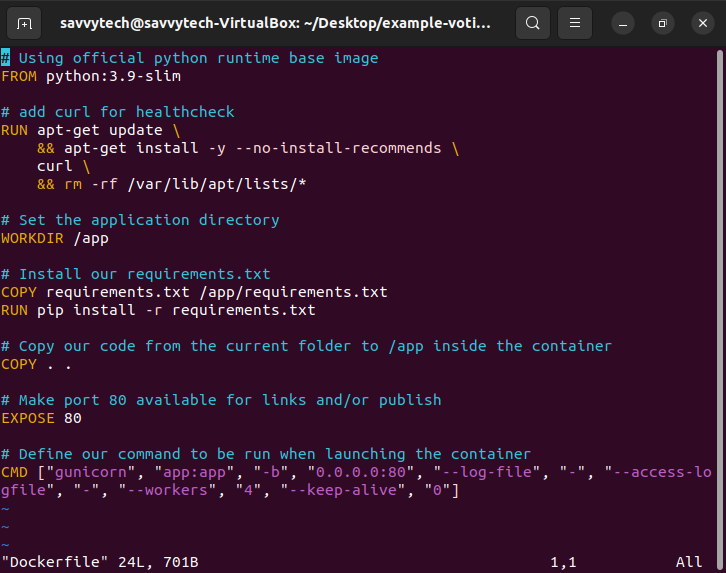 savvytech@savvytech-VirtualBox: ~/Desktop/example-voti...
# Using official python runtime base image
FROM python:3.9-slim

# add curl for healthcheck
RUN apt-get update \
    && apt-get install -y --no-install-recommends \
    curl \
    && rm -rf /var/lib/apt/lists/*

# Set the application directory
WORKDIR /app

# Install our requirements.txt
COPY requirements.txt /app/requirements.txt
RUN pip install -r requirements.txt

# Copy our code from the current folder to /app inside the container
COPY . .

# Make port 80 available for links and/or publish
EXPOSE 80

# Define our command to be run when launching the container
CMD ["gunicorn", "app:app", "-b", "0.0.0.0:80", "--log-file", "-", "--access-lo
gfile", "-", "--workers", "4", "--keep-alive", "0"]
~
~
~
"Dockerfile" 24L, 701B 1,1 All